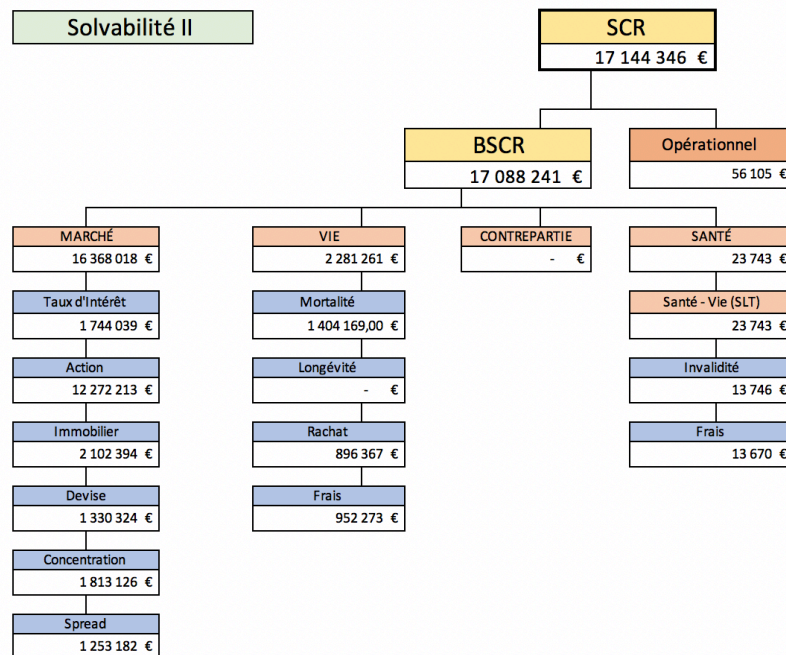 Solvabilité II
SCR
17 144 346 €
BSCR
17 088 241 €
Opérationnel
56 105 €
MARCHÉ
16 368 018 €
Taux d'Intérêt
1 744 039 €
Action
12 272 213 €
Immobilier
2 102 394 €
Devise
1 330 324 €
Concentration
1 813 126 €
Spread
1 253 182 €
VIE
2 281 261 €
Mortalité
1 404 169,00 €
Longévité
- €
Rachat
896 367 €
Frais
952 273 €
CONTREPARTIE
- €
SANTÉ
23 743 €
Santé - Vie (SLT)
23 743 €
Invalidité
13 746 €
Frais
13 670 €